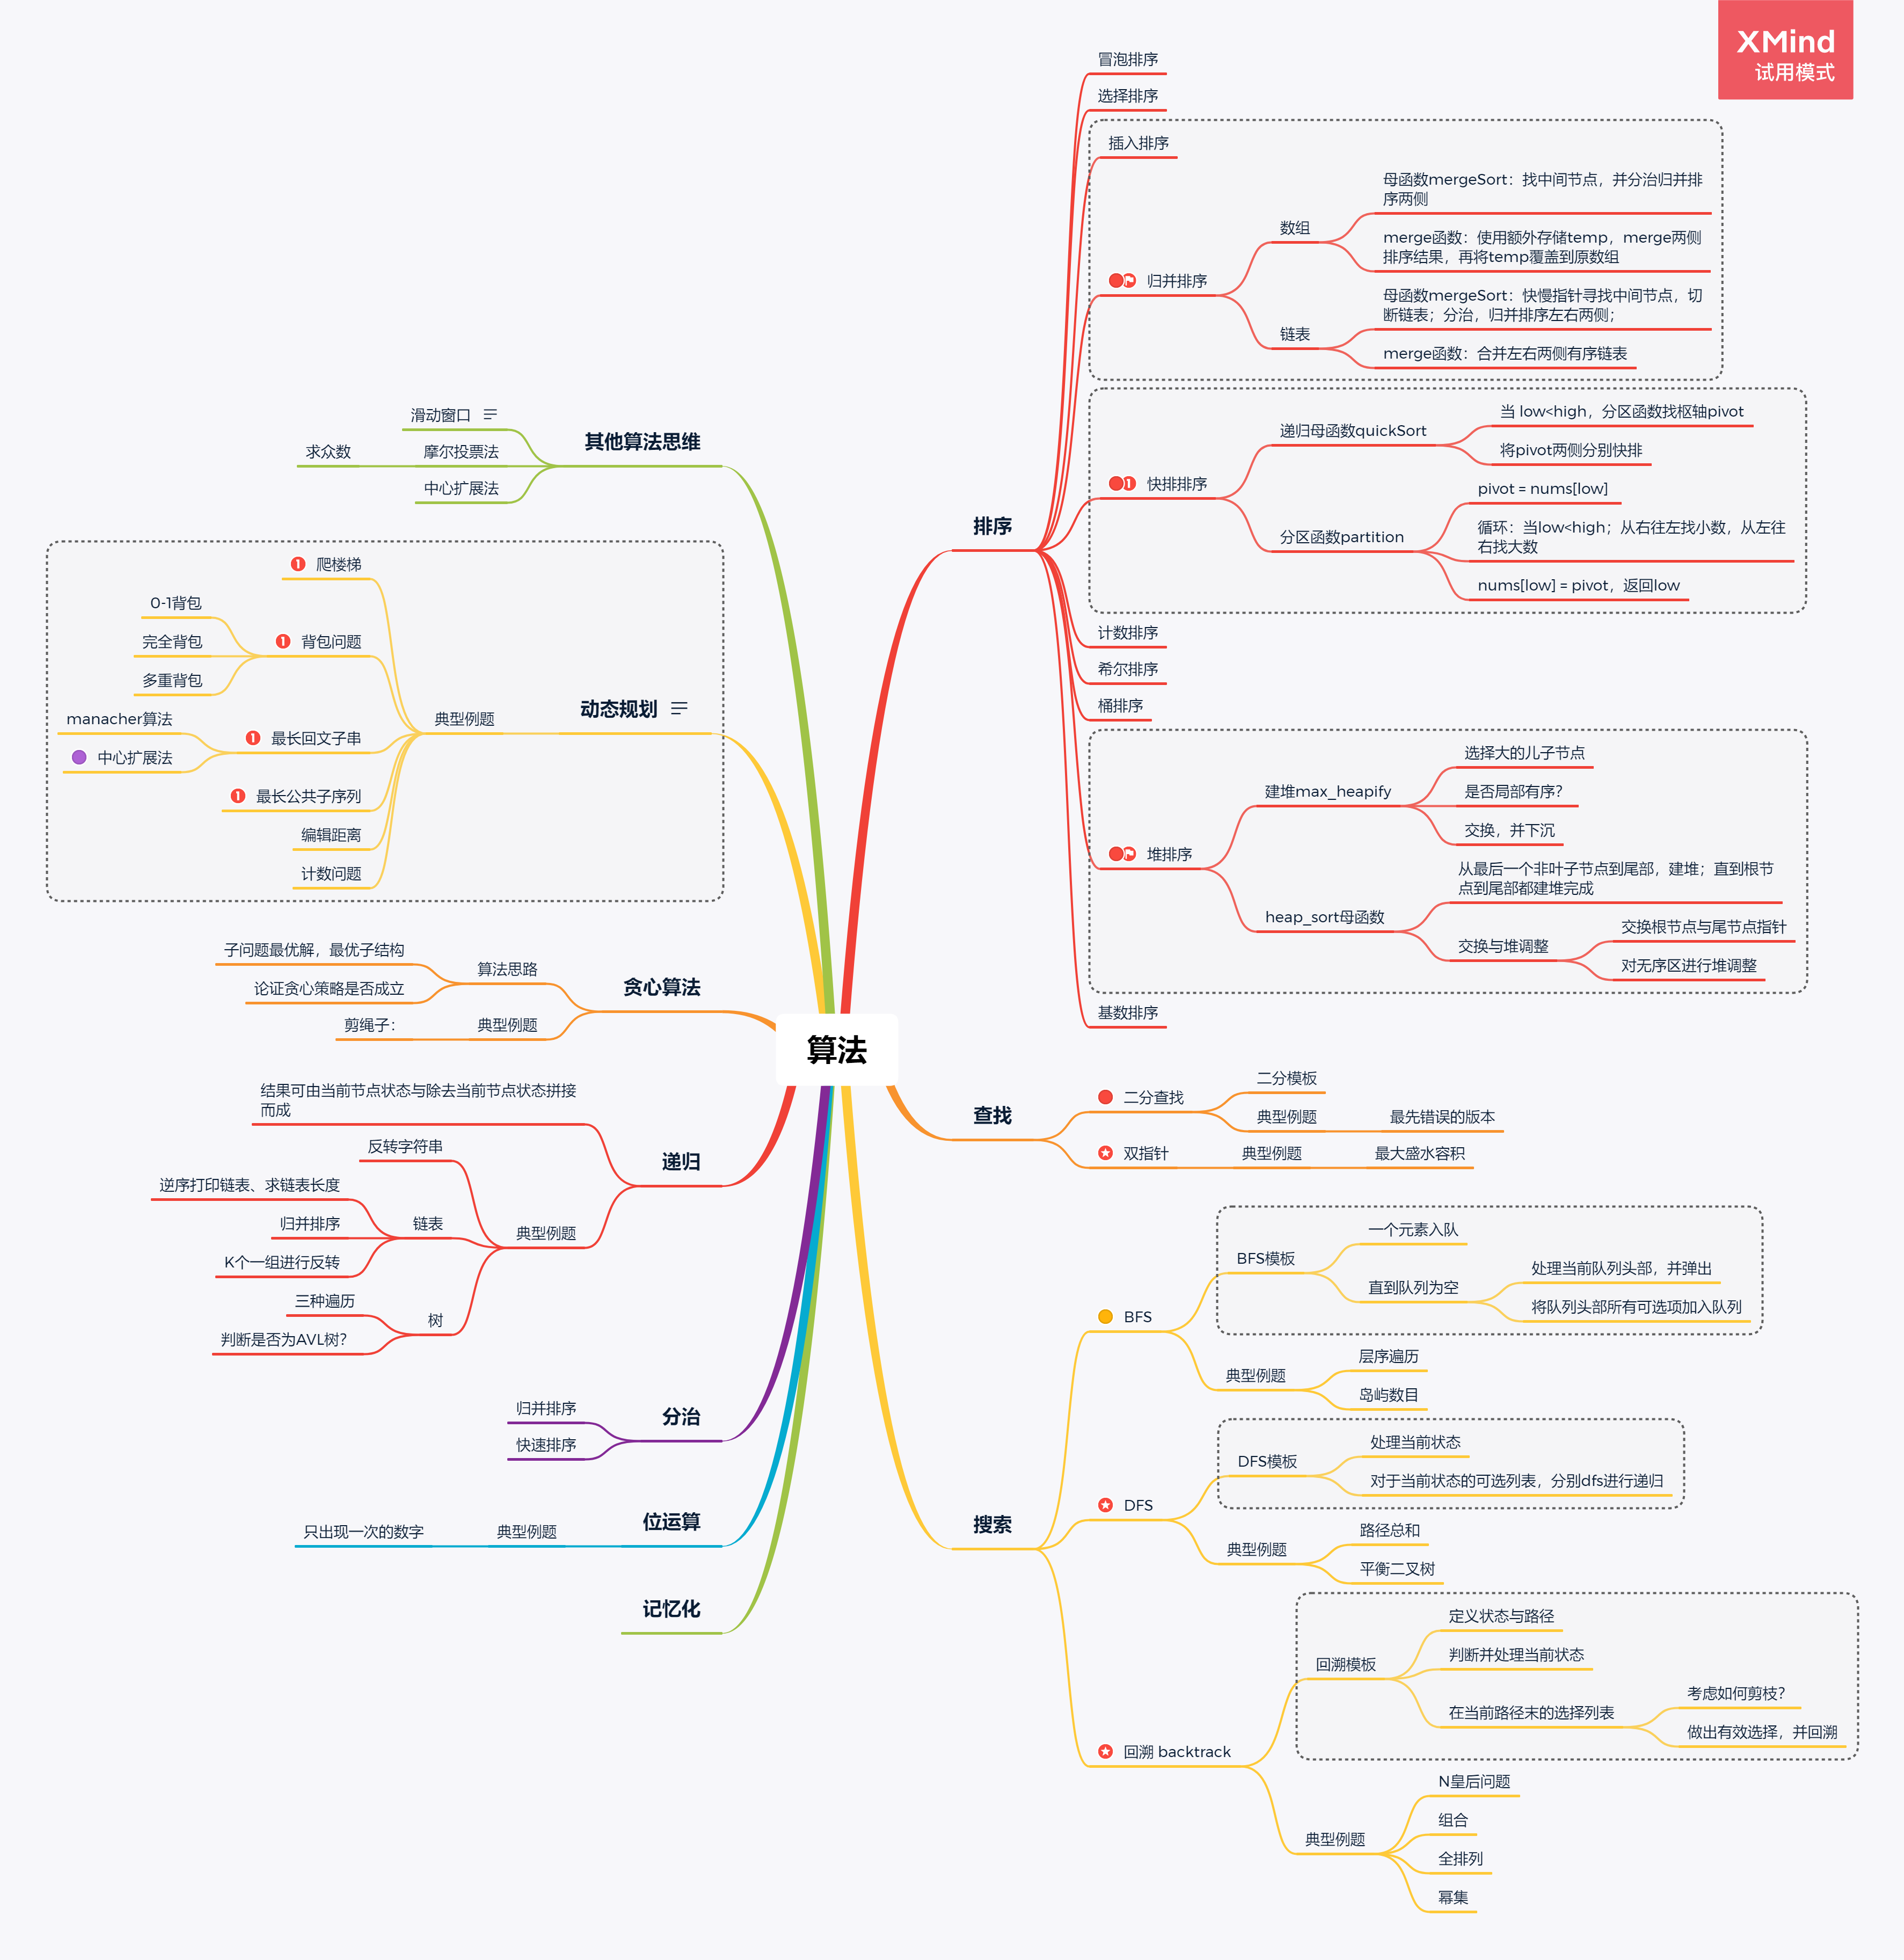 XMind
试用模式
算法
排序
冒泡排序
选择排序
插入排序
归并排序
数组
母函数mergeSort：找中间节点，并分治归并排
序两侧
merge函数：使用额外存储temp，merge两侧
排序结果，再将temp覆盖到原数组
链表
母函数mergeSort：快慢指针寻找中间节点，切
断链表；分治，归并排序左右两侧；
merge函数：合并左右两侧有序链表
1 快排排序
递归母函数quickSort
当 low<high，分区函数找枢轴pivot
将pivot两侧分别快排
分区函数partition
pivot = nums[low]
循环：当low<high；从右往左找小数，从左往
右找大数
nums[low] = pivot，返回low
计数排序
希尔排序
桶排序
堆排序
建堆max_heapify
选择大的儿子节点
是否局部有序？
交换，并下沉
heap_sort母函数
从最后一个非叶子节点到尾部，建堆；直到根节
点到尾部都建堆完成
交换与堆调整
交换根节点与尾节点指针
对无序区进行堆调整
基数排序
查找
二分查找
二分模板
典型例题
最先错误的版本
双指针
典型例题
最大盛水容积
搜索
BFS
BFS模板
一个元素入队
直到队列为空
处理当前队列头部，并弹出
将队列头部所有可选项加入队列
典型例题
层序遍历
岛屿数目
DFS
DFS模板
处理当前状态
对于当前状态的可选列表，分别dfs进行递归
典型例题
路径总和
平衡二叉树
回溯 backtrack
回溯模板
定义状态与路径
判断并处理当前状态
在当前路径末的选择列表
考虑如何剪枝？
做出有效选择，并回溯
典型例题
N皇后问题
组合
全排列
幂集
其他算法思维
滑动窗口
摩尔投票法
求众数
中心扩展法
动态规划
典型例题
1 爬楼梯
1 背包问题
0-1背包
完全背包
多重背包
1 最长回文子串
manacher算法
中心扩展法
1 最长公共子序列
编辑距离
计数问题
贪心算法
算法思路
子问题最优解，最优子结构
论证贪心策略是否成立
典型例题
剪绳子：
递归
结果可由当前节点状态与除去当前节点状态拼接
而成
典型例题
反转字符串
链表
逆序打印链表、求链表长度
归并排序
K个一组进行反转
树
三种遍历
判断是否为AVL树？
分治
归并排序
快速排序
位运算
典型例题
只出现一次的数字
记忆化